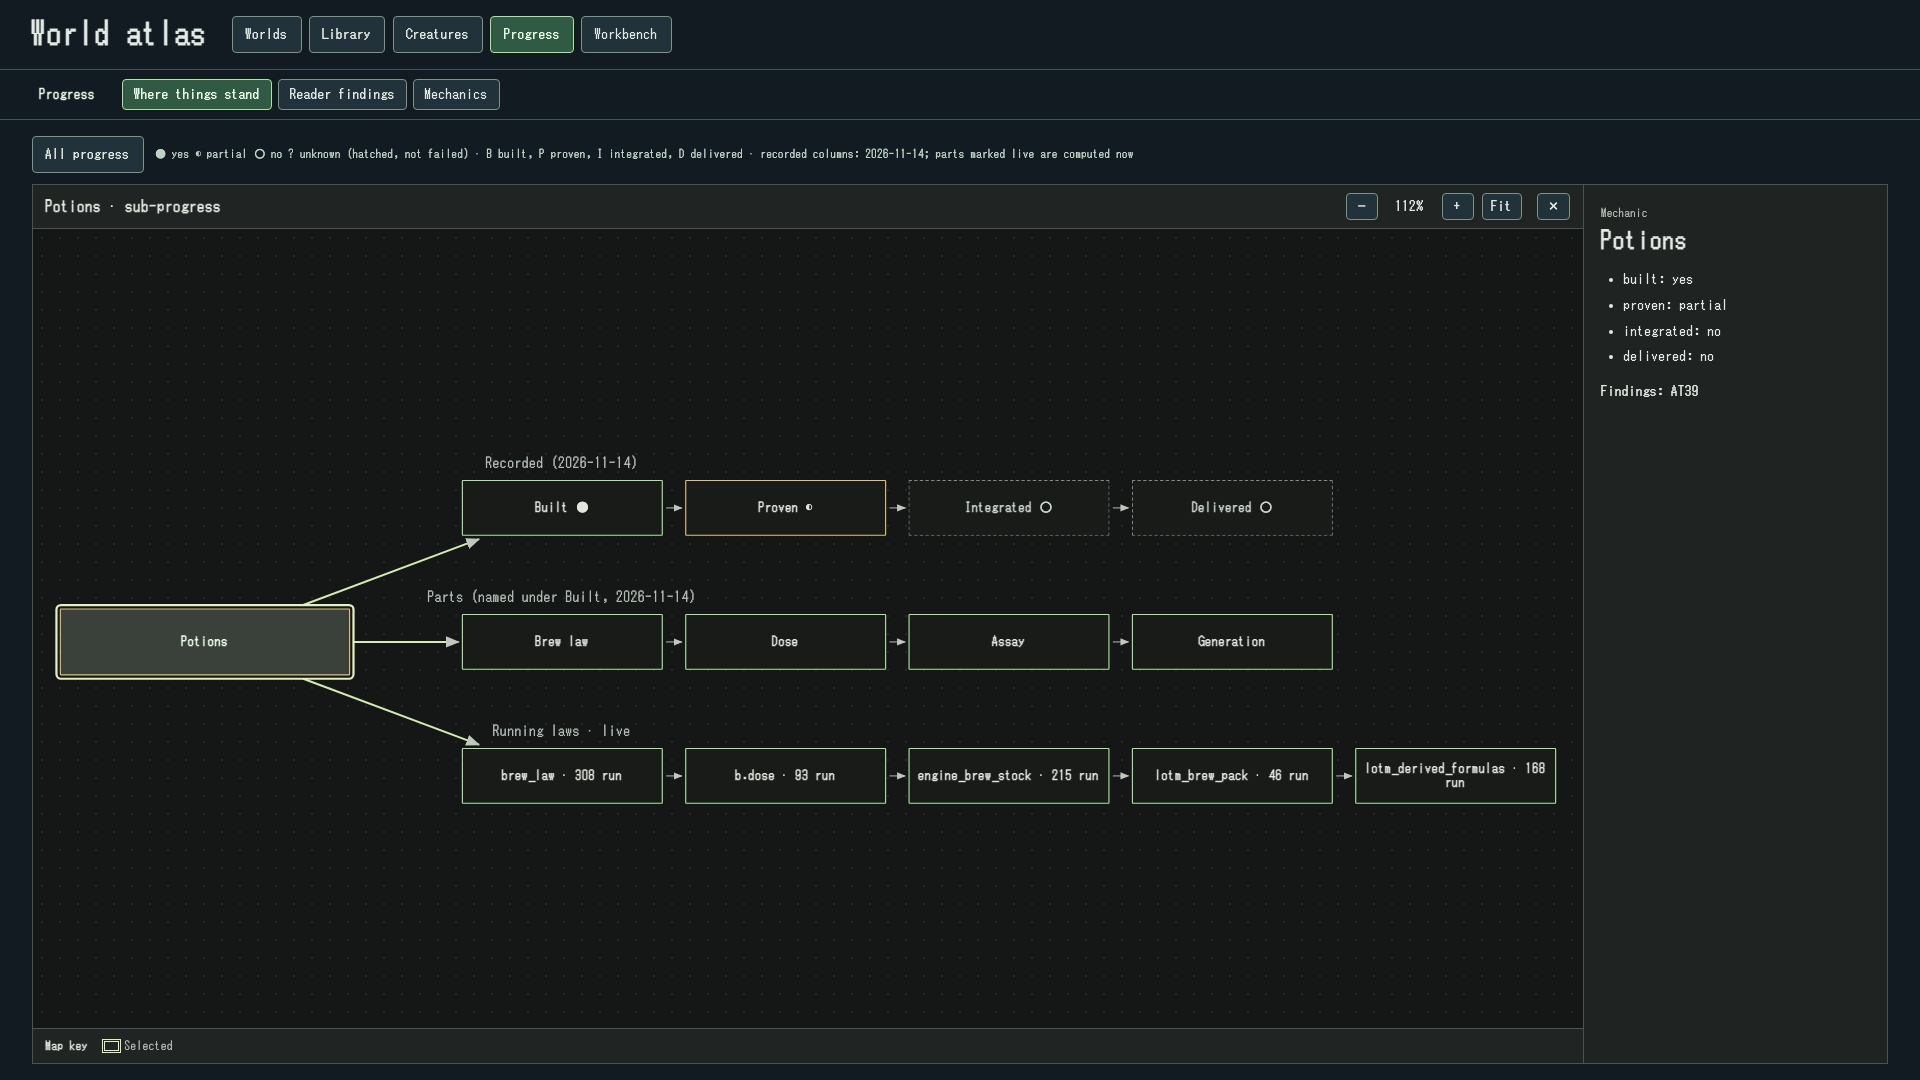 World atlas
Worlds
Library
Creatures
Progress
Workbench
Progress
Where things stand
Reader findings
Mechanics
All progress
● yes ◐ partial ○ no ? unknown (hatched, not failed) · B built, P proven, I integrated, D delivered · recorded columns: 2026-11-14; parts marked live are computed now
Potions · sub-progress
−
112%
+
Fit
×
Mechanic
Potions
• built: yes
• proven: partial
• integrated: no
• delivered: no
Findings: AT39
Recorded (2026-11-14)
Built ●
Proven ◐
Integrated ○
Delivered ○
Parts (named under Built, 2026-11-14)
Potions
Brew law
Dose
Assay
Generation
Running laws · live
brew_law · 308 run
b.dose · 93 run
engine_brew_stock · 215 run
lotm_brew_pack · 46 run
lotm_derived_formulas · 168
run
Map key
Selected